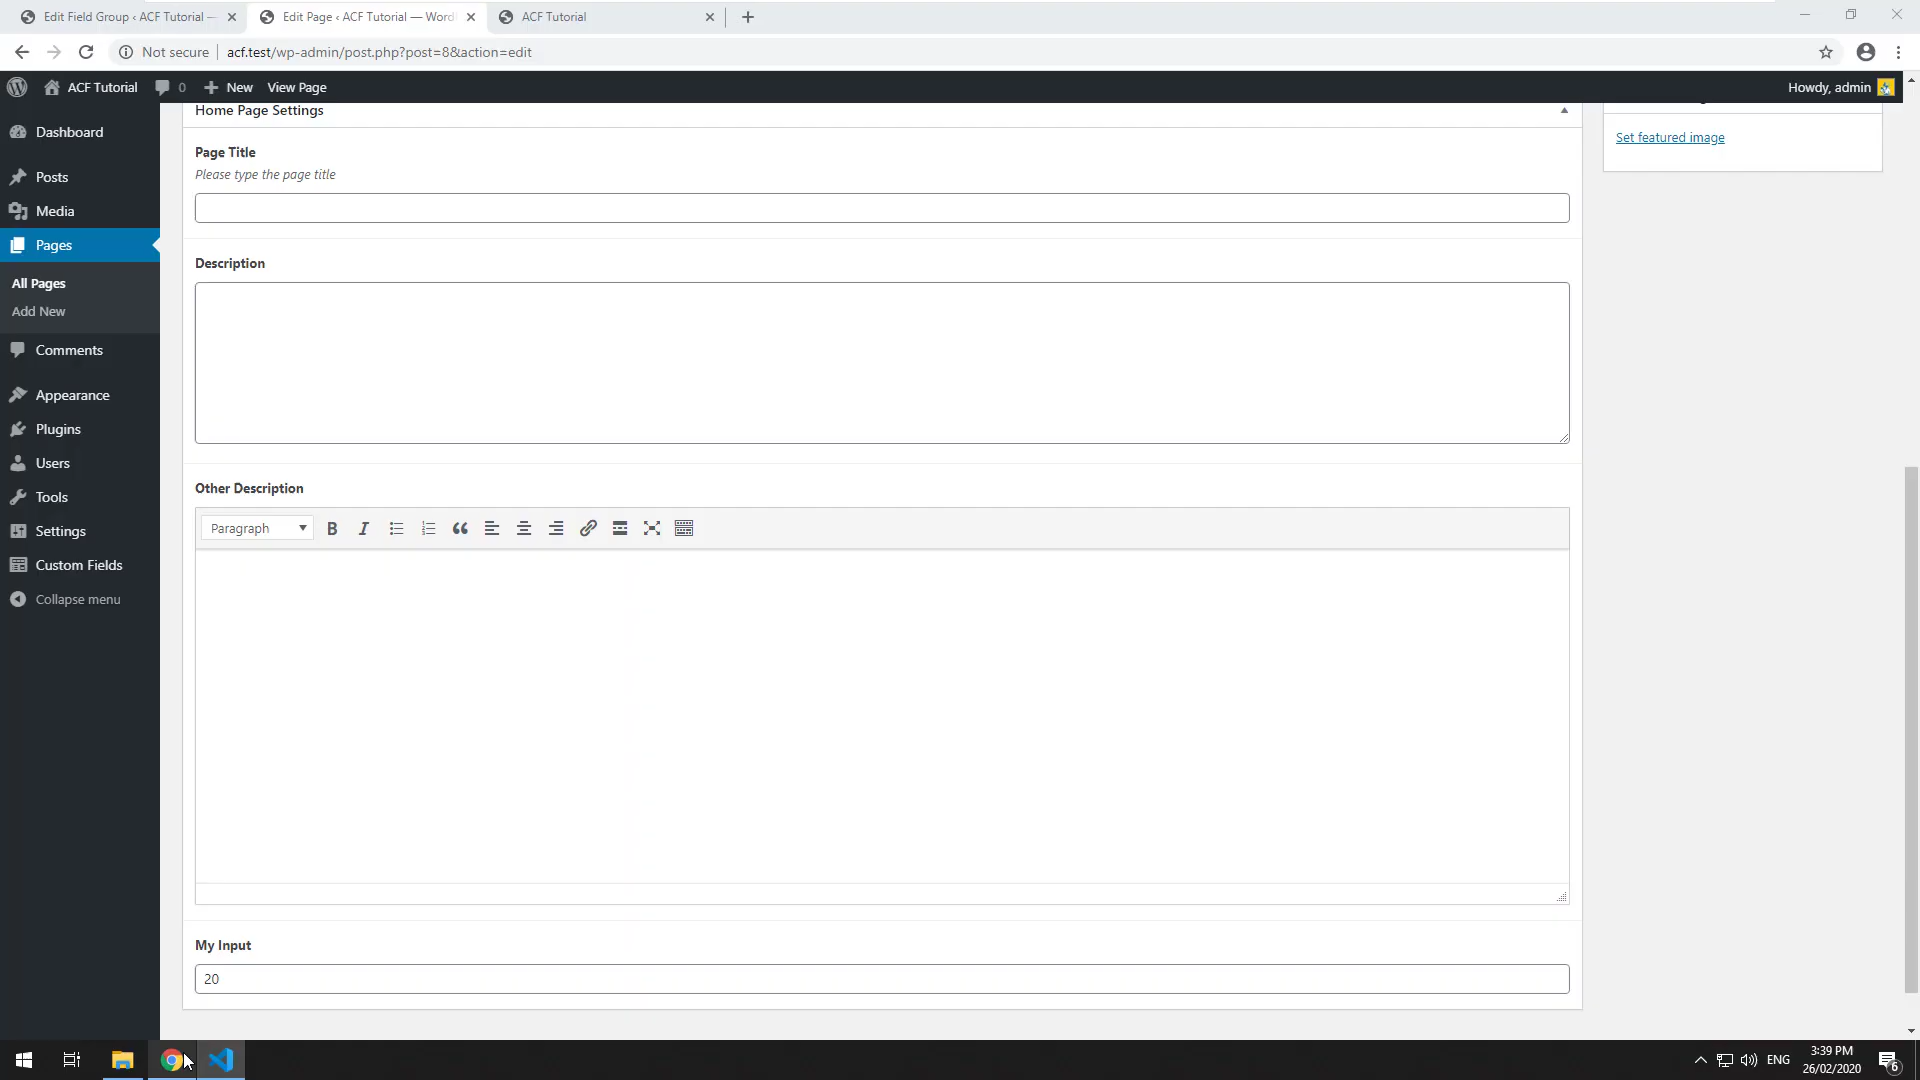 Edit Field Group ‹ ACF Tutorial —
Edit Page ‹ ACF Tutorial — Word
ACF Tutorial
Not secure
acf.test/wp-admin/post.php?post=8&action=edit
ACF Tutorial
0
New
View Page
Howdy, admin
Dashboard
Posts
Media
Pages
All Pages
Add New
Comments
Appearance
Plugins
Users
Tools
Settings
Custom Fields
Collapse menu
Home Page Settings
Page Title
Please type the page title
Description
Other Description
Paragraph
My Input
20
Set featured image
ENG
3:39 PM
26/02/2020
6